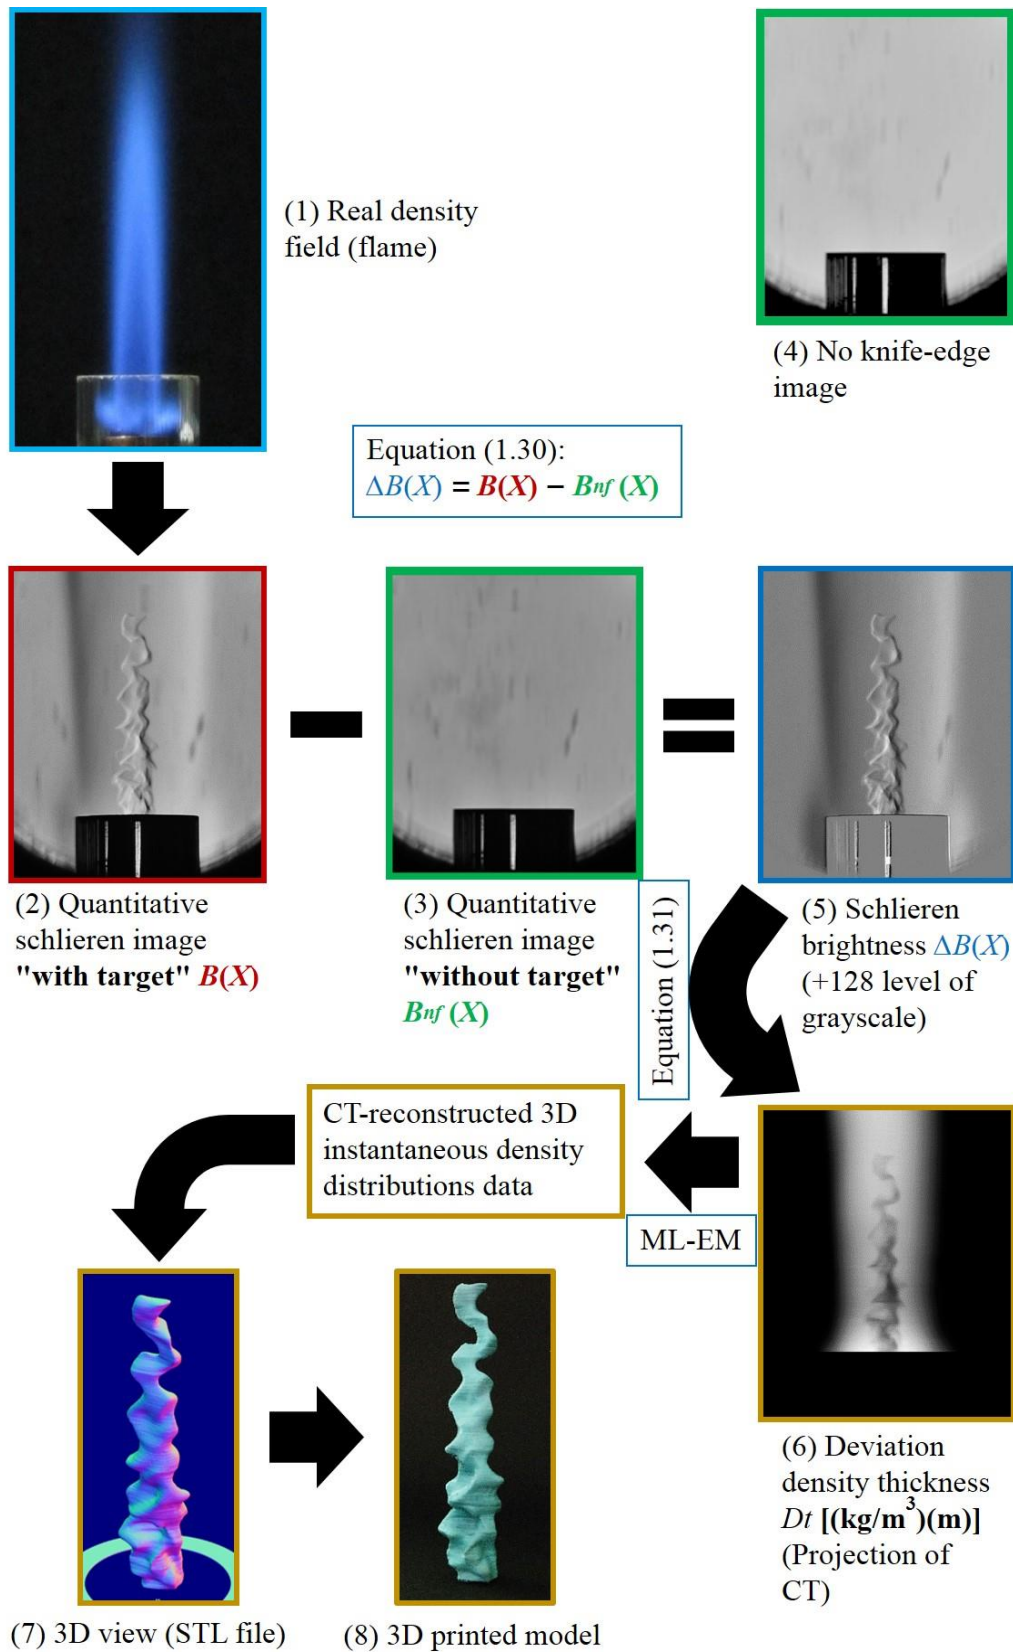 (1) Real density
field (flame)
(4) No knife-edge
image
Equation (1.30):
ΔB(X) = B(X) − Bnf (X)
(2) Quantitative
schlieren image
"with target" B(X)
(3) Quantitative
schlieren image
"without target"
Bnf (X)
Equation (1.31)
(5) Schlieren
brightness ΔB(X)
(+128 level of
grayscale)
CT-reconstructed 3D
instantaneous density
distributions data
ML-EM
(6) Deviation
density thickness
Dt [(kg/m³)(m)]
(Projection of
CT)
(7) 3D view (STL file)
(8) 3D printed model